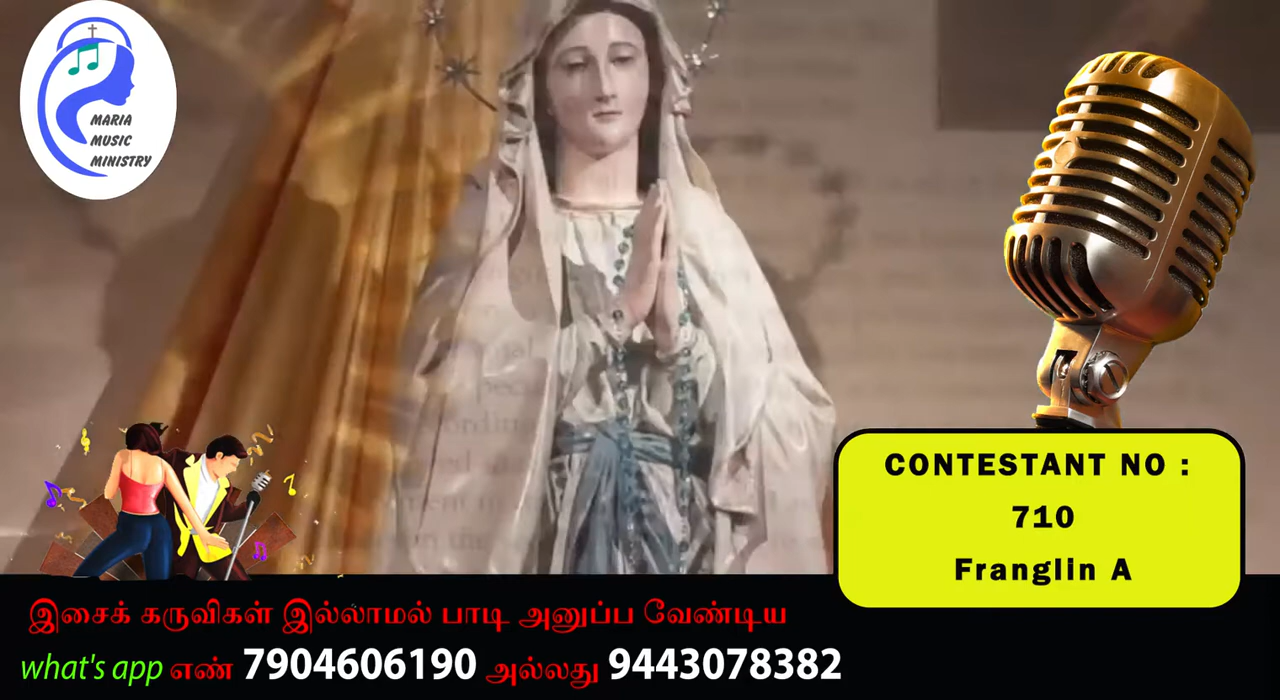 MARIA
MUSIC
MINISTRY
CONTESTANT NO :
710
Franglin A
இசைக் கருவிகள் இல்லாமல் பாடி அனுப்ப வேண்டிய
what's app எண் 7904606190 அல்லது 9443078382